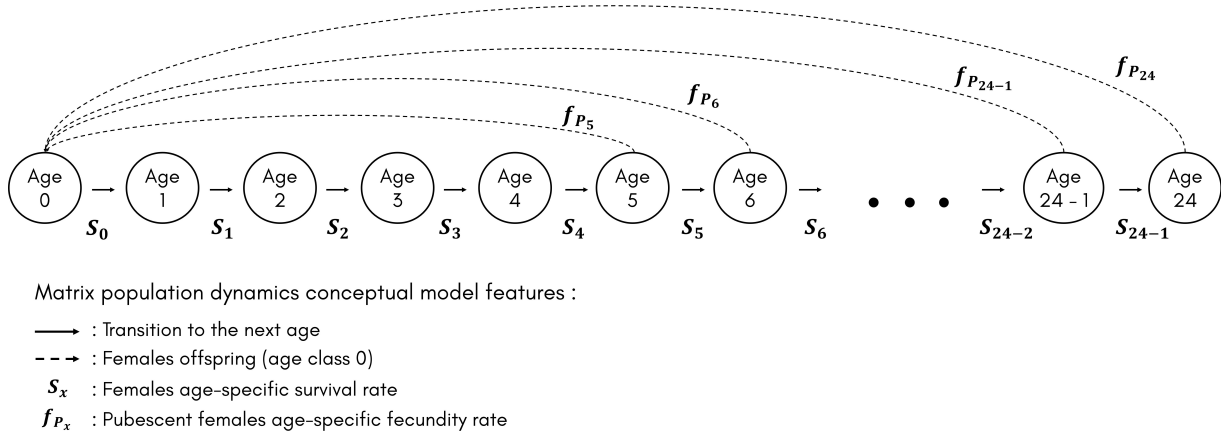 f_{P_{24}}
f_{P_{24-1}}
f_{P_6}
f_{P_5}
Age 0
Age 1
Age 2
Age 3
Age 4
Age 5
Age 6
Age 24 - 1
Age 24
S_0
S_1
S_2
S_3
S_4
S_5
S_6
S_{24-2}
S_{24-1}
Matrix population dynamics conceptual model features :
: Transition to the next age
: Females offspring (age class 0)
S_x : Females age-specific survival rate
f_{P_x} : Pubescent females age-specific fecundity rate